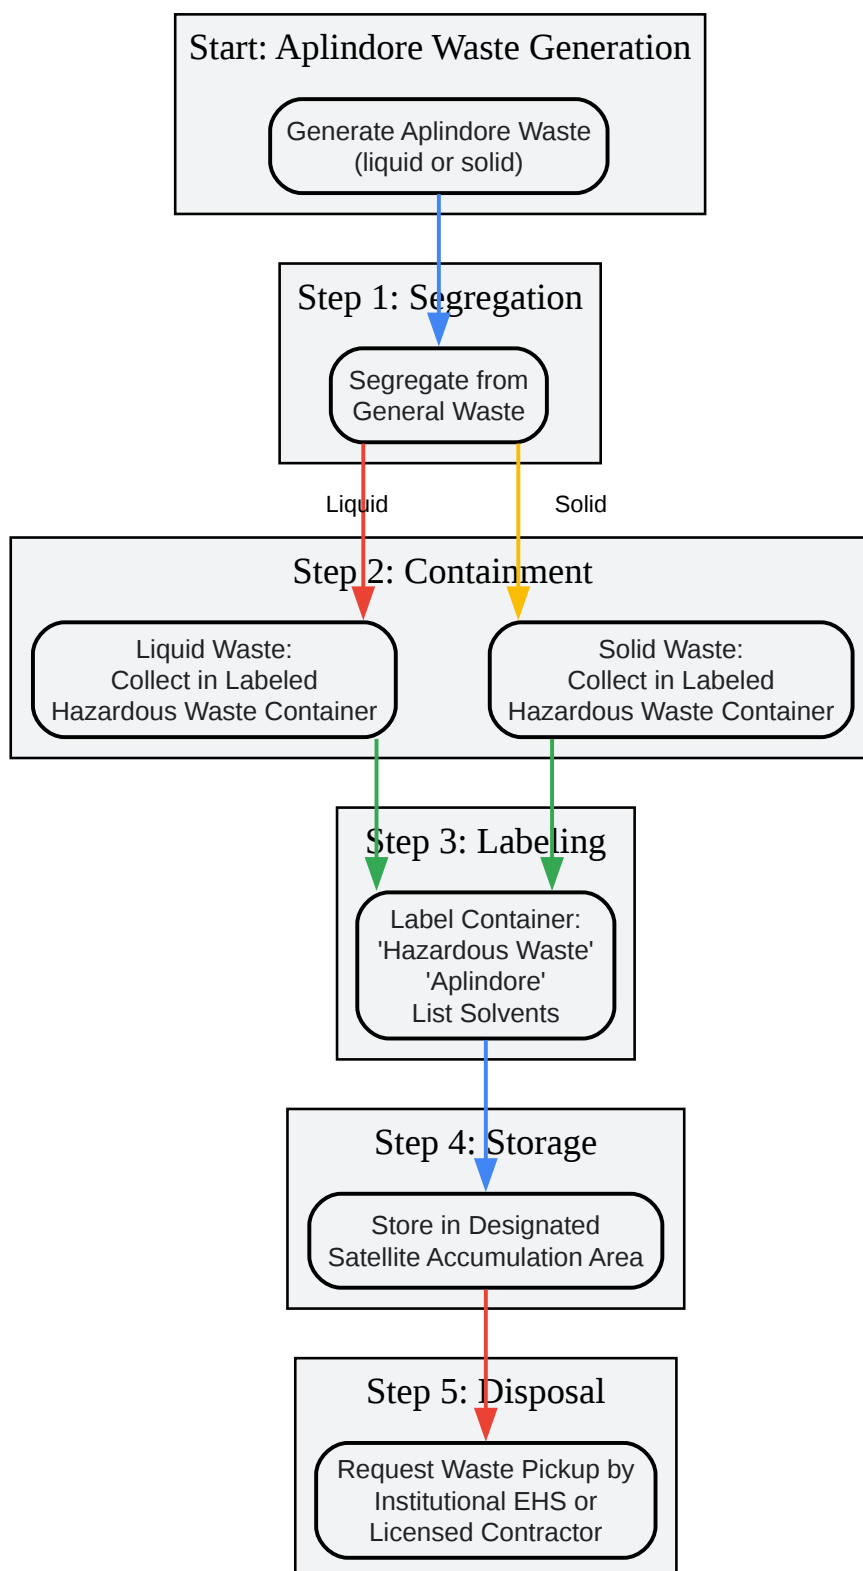 Start: Aplindore Waste Generation
Generate Aplindore Waste
(liquid or solid)
Step 1: Segregation
Segregate from
General Waste
Liquid
Solid
Step 2: Containment
Liquid Waste:
Collect in Labeled
Hazardous Waste Container
Solid Waste:
Collect in Labeled
Hazardous Waste Container
Step 3: Labeling
Label Container:
'Hazardous Waste'
'Aplindore'
List Solvents
Step 4: Storage
Store in Designated
Satellite Accumulation Area
Step 5: Disposal
Request Waste Pickup by
Institutional EHS or
Licensed Contractor